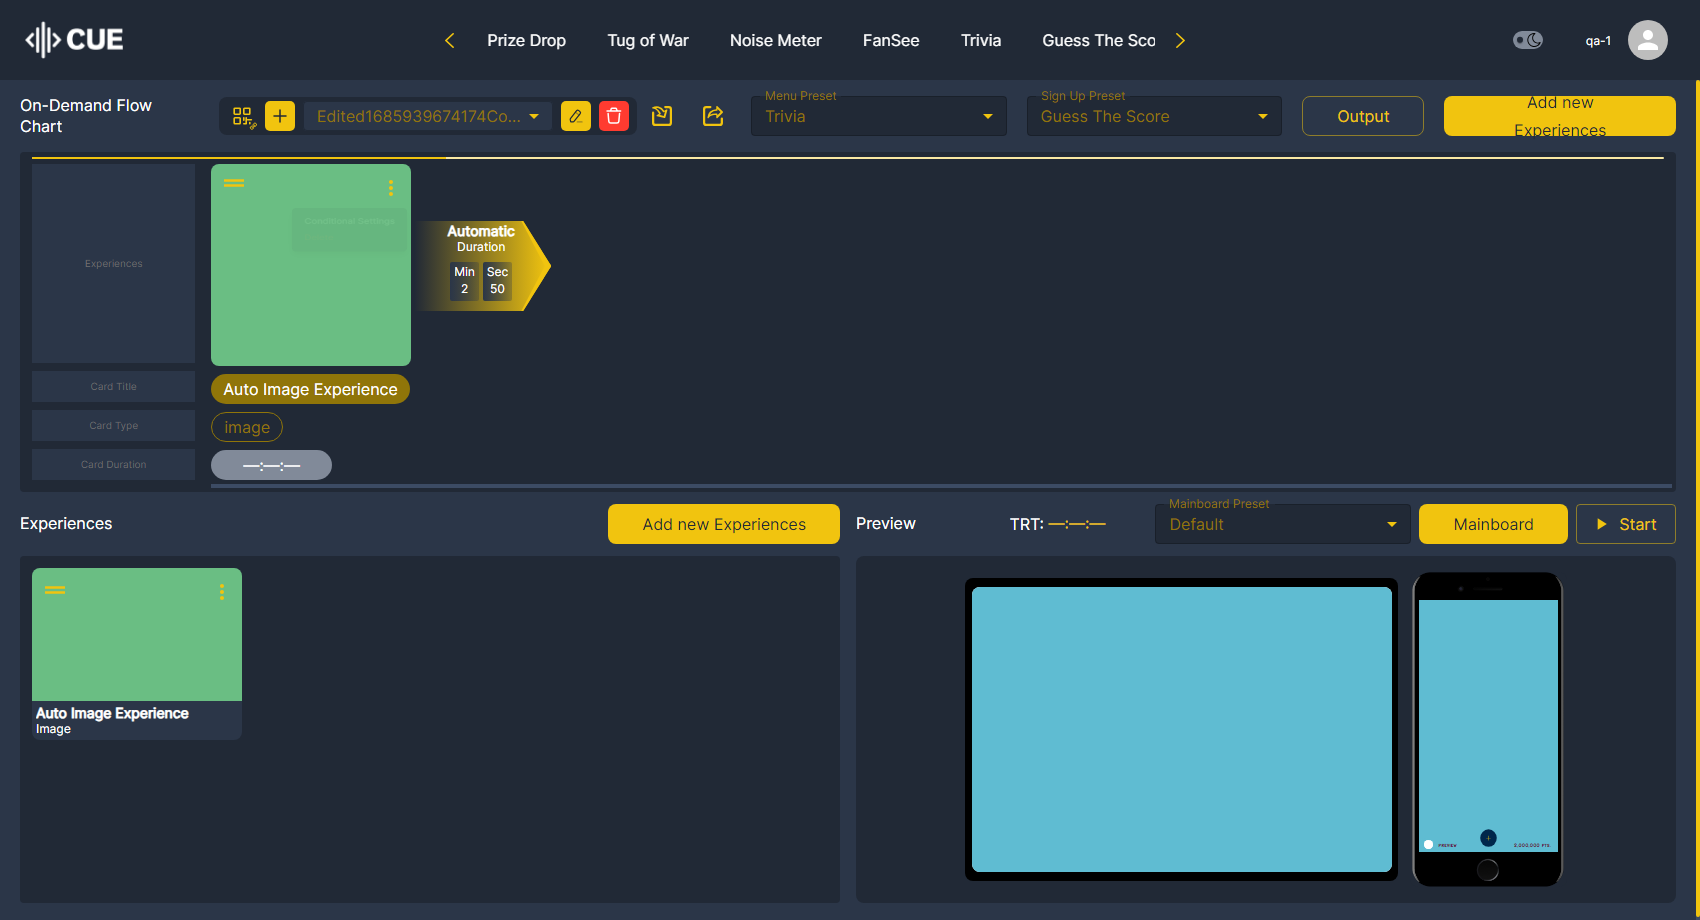 CUE
Prize Drop
Tug of War
Noise Meter
FanSee
Trivia
Guess The Sco
qa-1
On-Demand Flow
Chart
Edited1685939674174Co...
Menu Preset
Trivia
Sign Up Preset
Guess The Score
Output
Add new
Experiences
Experiences
Conditional Settings
Automatic
Duration
Min
Sec
2
50
Card Title
Auto Image Experience
Card Type
image
Card Duration
—:—:—
Experiences
Add new Experiences
Preview
TRT: —:—:—
Mainboard Preset
Default
Mainboard
Start
Auto Image Experience
Image
PREVIEW
2,000,000 PTS.